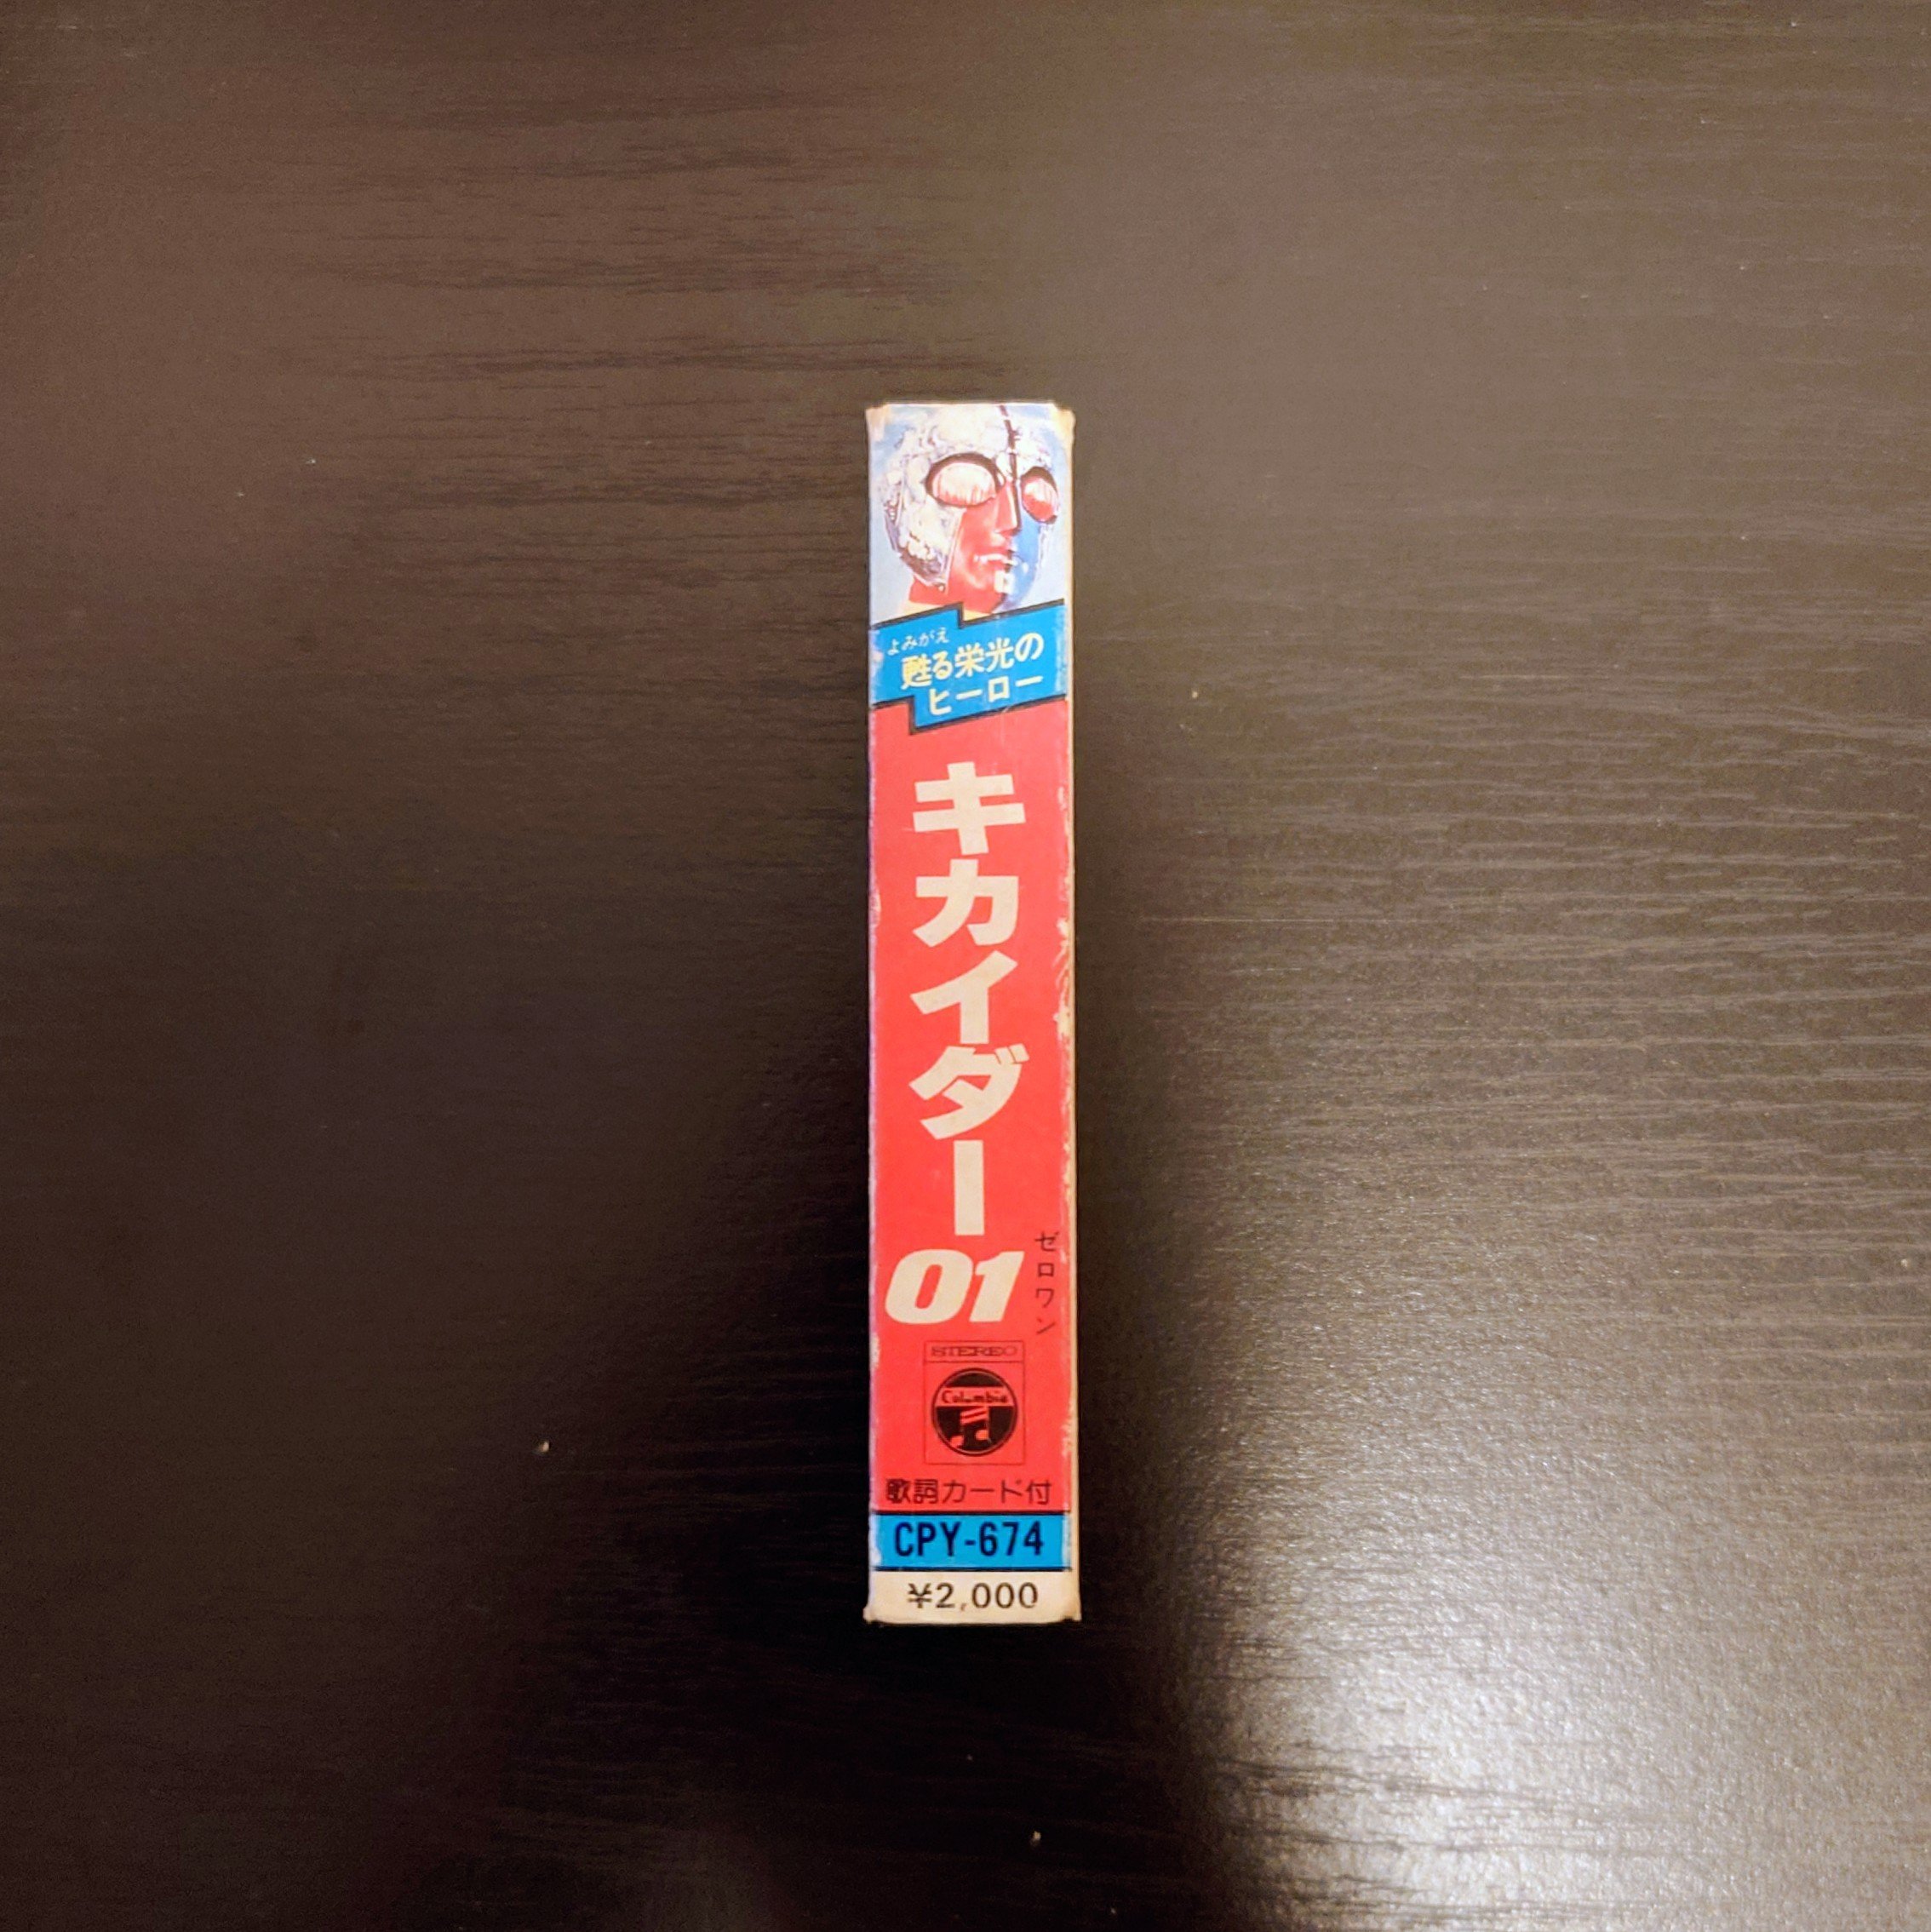 よみがえ
甦る栄光の
ヒーロー
キカイダー
01
ゼロワン
STEREO
Columbia
歌詞カード付
CPY-674
¥2,000